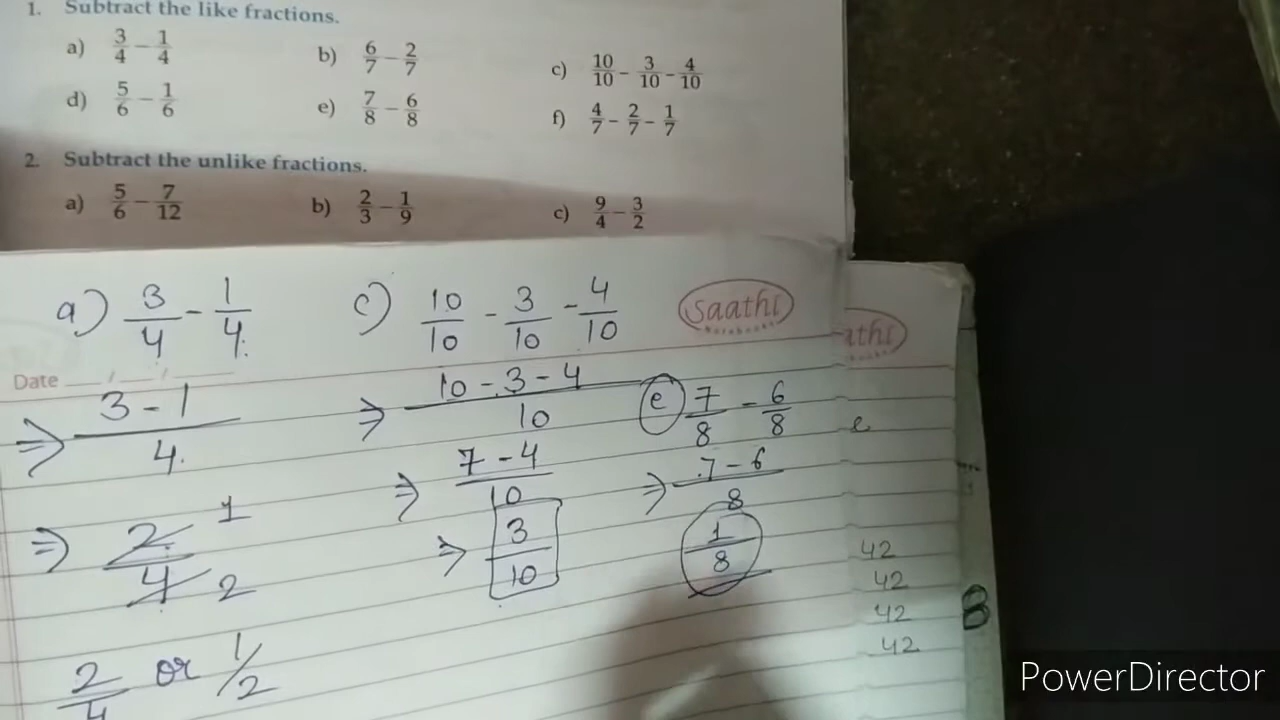 1. Subtract the like fractions.
a) 3/4 - 1/4 b) 6/7 - 2/7 c) 10/10 - 3/10 - 4/10
d) 5/6 - 1/6 e) 7/8 - 6/8 f) 4/7 - 2/7 - 1/7
2. Subtract the unlike fractions.
a) 5/6 - 7/12 b) 2/3 - 1/9 c) 9/4 - 3/2
a) 3/4 - 1/4
Date
⇒ (3 - 1)/4
⇒ 2/4 1 2
2/4 or 1/2
c) 10/10 - 3/10 - 4/10
⇒ (10 - 3 - 4)/10
⇒ (7 - 4)/10
⇒ 3/10
saathi
Notebooks
e 7/8 - 6/8
⇒ (7 - 6)/8
1/8
athi
e
42
42
42
42
8
PowerDirector